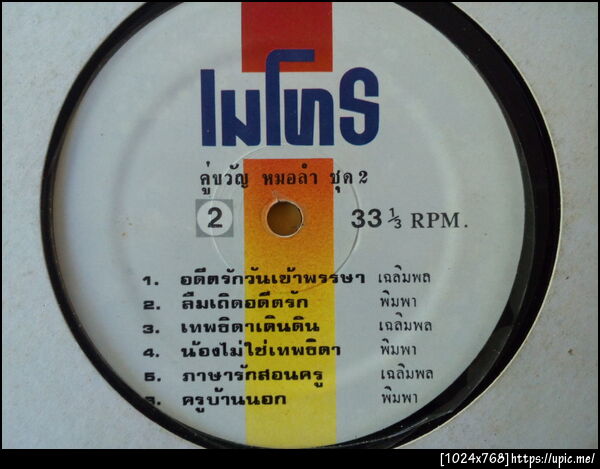 ไมโทร
คู่ขวัญ หมอลำ ชุด 2
2 33 ⅓ RPM.
1. อดีตรักวันเข้าพรรษา เฉลิมพล
2. ลืมเถิดอดีตรัก พิมพา
3. เทพธิดาเดินดิน เฉลิมพล
4. น้องไม่ใช่เทพธิดา พิมพา
5. ภาษารักสอนครู เฉลิมพล
6. ครูบ้านนอก พิมพา
[1024x768]https://upic.me/